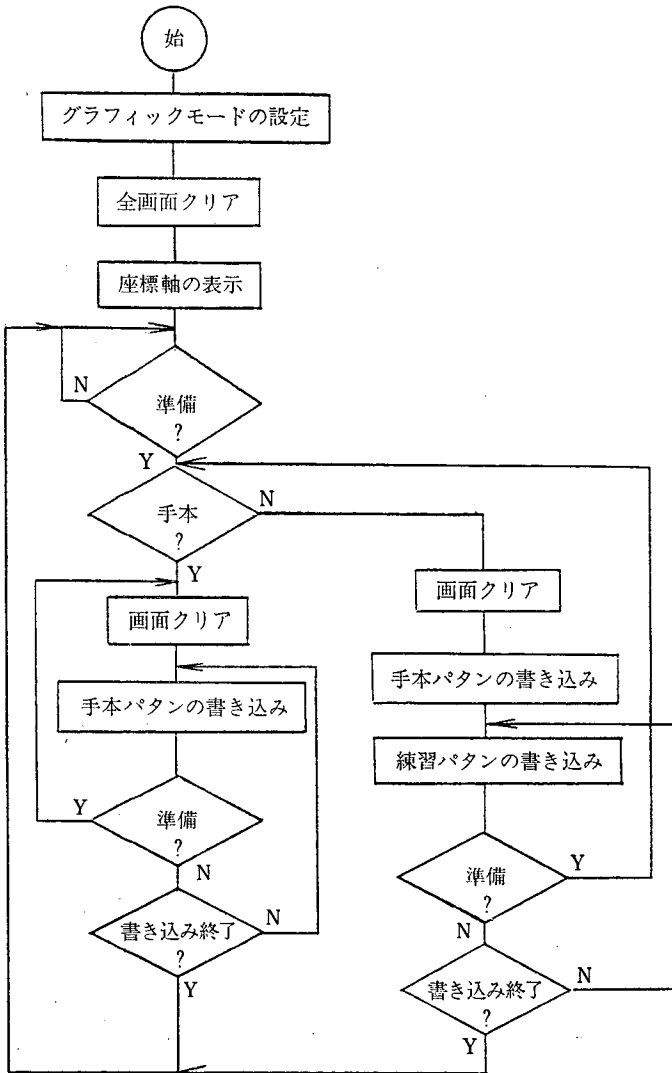 始
グラフィックモードの設定
全画面クリア
座標軸の表示
N
準備
?
Y
手本
?
N
Y
画面クリア
手本パタンの書き込み
Y
準備
?
N
書き込み終了
?
N
Y
画面クリア
手本パタンの書き込み
練習パタンの書き込み
準備
?
Y
N
書き込み終了
?
N
Y